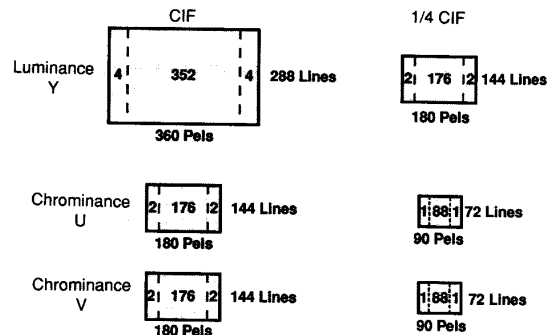 CIF 1/4 CIF
Luminance
Y
4 352 4 288 Lines
2 176 2 144 Lines
360 Pels
180 Pels
Chrominance
U
2 176 2 144 Lines
1 88 1 72 Lines
180 Pels
90 Pels
Chrominance
V
2 176 2 144 Lines
1 88 1 72 Lines
180 Pels
90 Pels